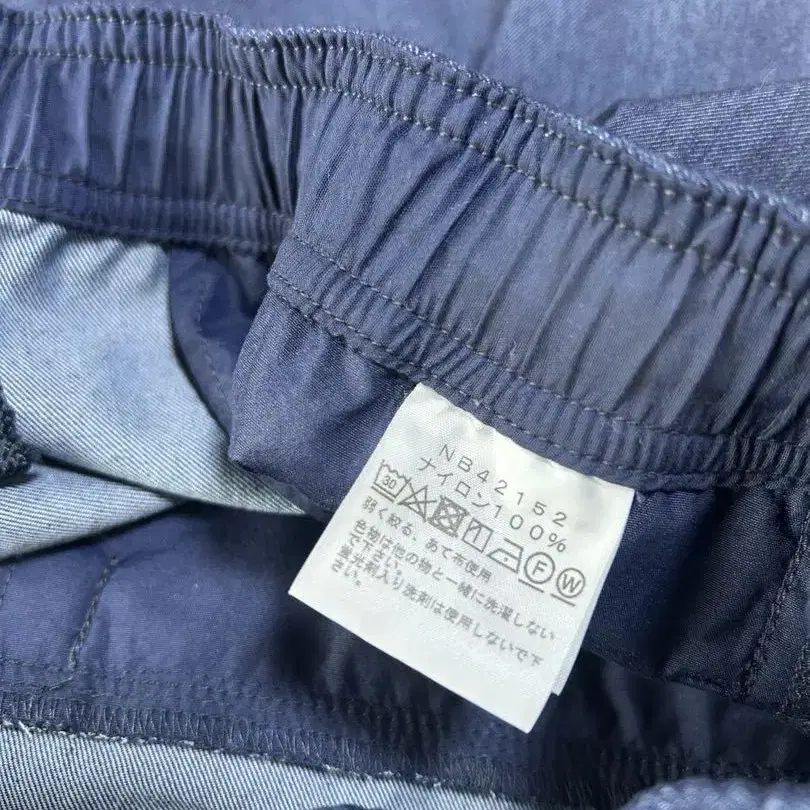 NB42152
ナイロン100%
30 F W
弱く絞る、あて布使用
色物は他の物と一緒に洗濯しない
で下さい。
蛍光剤入り洗剤は使用しないで下
さい。